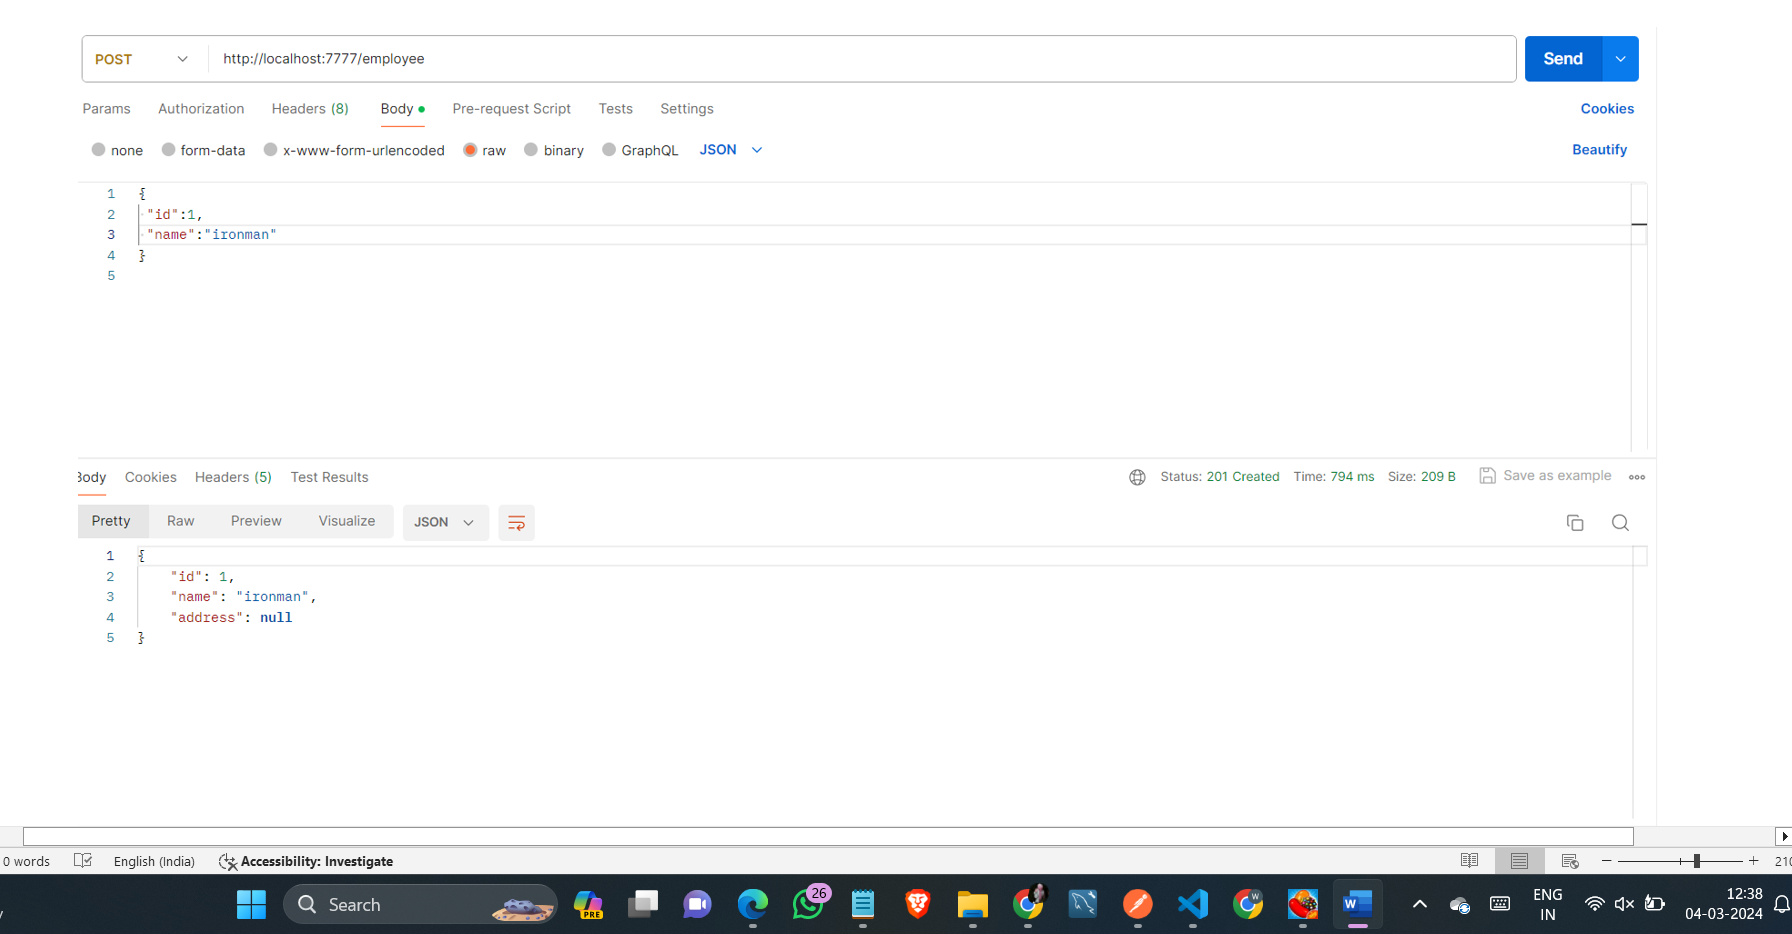 POST http://localhost:7777/employee Send
Params Authorization Headers (8) Body Pre-request Script Tests Settings Cookies
none form-data x-www-form-urlencoded raw binary GraphQL JSON Beautify
1 {
2 "id":1,
3 "name":"ironman"
4 }
5
Body Cookies Headers (5) Test Results Status: 201 Created Time: 794 ms Size: 209 B Save as example
Pretty Raw Preview Visualize JSON
1 {
2 "id": 1,
3 "name": "ironman",
4 "address": null
5 }
0 words English (India) Accessibility: Investigate 210
Search PRE 26 W W ENG 12:38
IN 04-03-2024